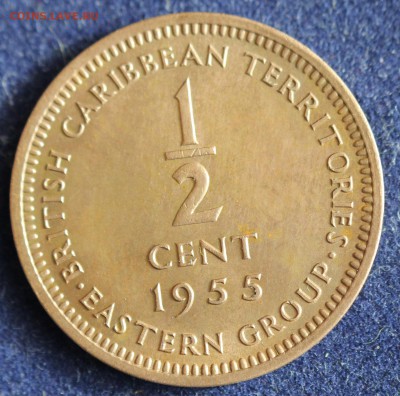 BRITISH CARIBBEAN TERRITORIES·
·EASTERN GROUP·
1/2
CENT
1955